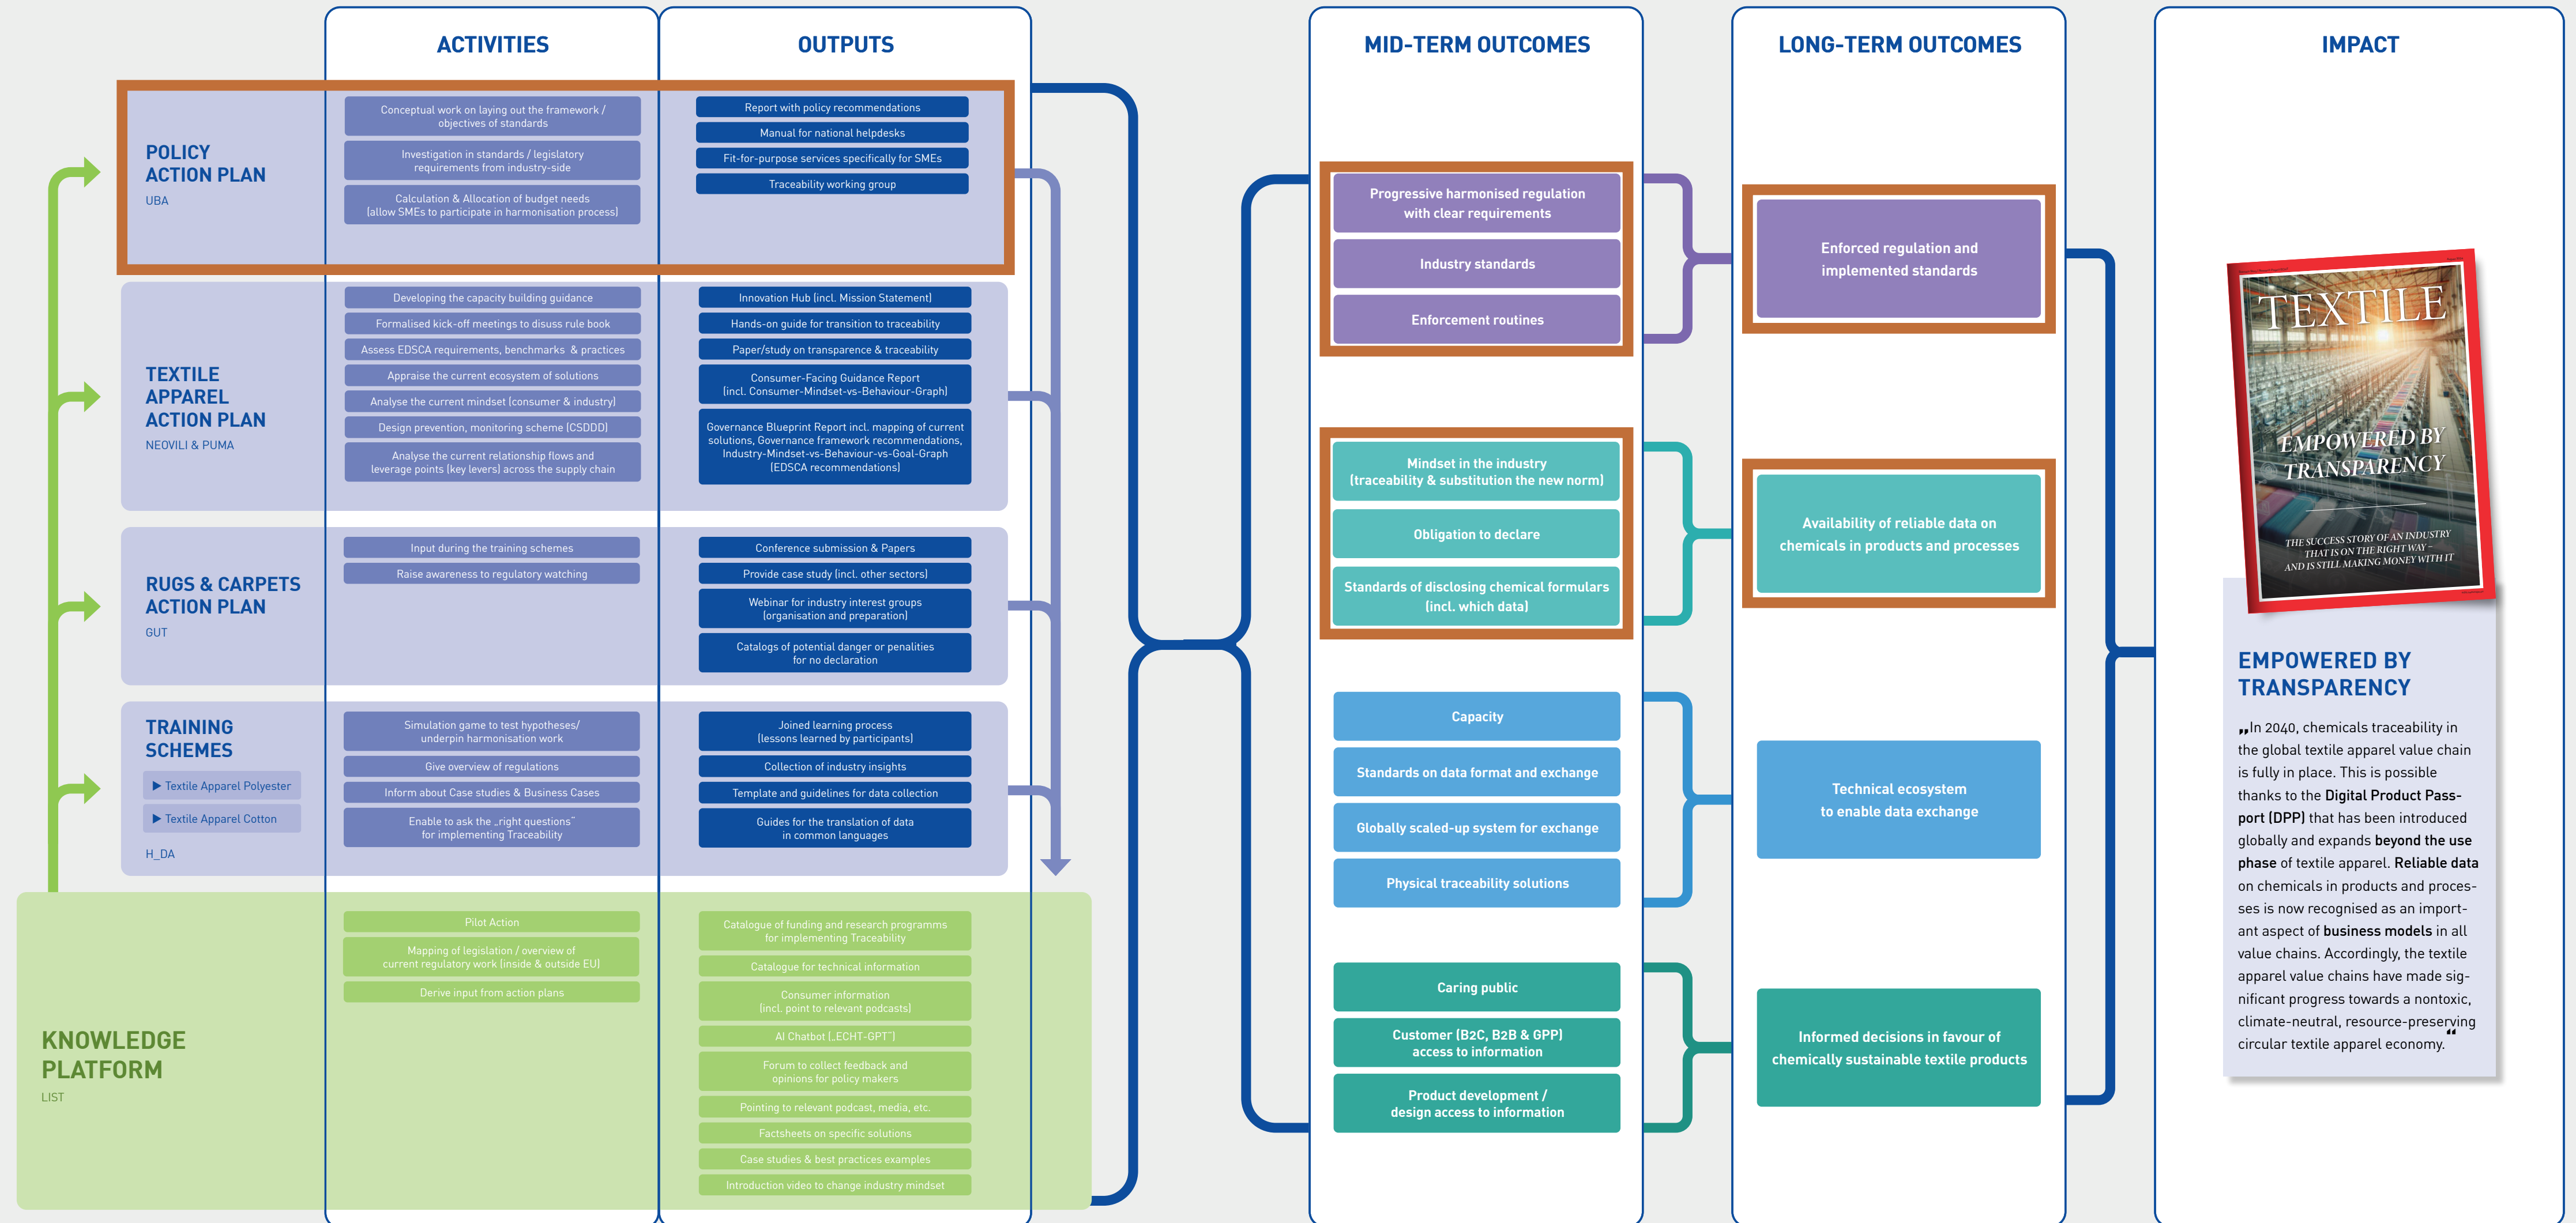 ACTIVITIES
OUTPUTS
MID-TERM OUTCOMES
LONG-TERM OUTCOMES
IMPACT
POLICY
ACTION PLAN
UBA
Conceptual work on laying out the framework /
objectives of standards
Investigation in standards / legislatory
requirements from industry-side
Calculation & Allocation of budget needs
(allow SMEs to participate in harmonisation process)
Report with policy recommendations
Manual for national helpdesks
Fit-for-purpose services specifically for SMEs
Traceability working group
TEXTILE
APPAREL
ACTION PLAN
NEOVILI & PUMA
Developing the capacity building guidance
Formalised kick-off meetings to disuss rule book
Assess EDSCA requirements, benchmarks & practices
Appraise the current ecosystem of solutions
Analyse the current mindset (consumer & industry)
Design prevention, monitoring scheme (CSDDD)
Analyse the current relationship flows and
leverage points (key levers) across the supply chain
Innovation Hub (incl. Mission Statement)
Hands-on guide for transition to traceability
Paper/study on transparence & traceability
Consumer-Facing Guidance Report
(incl. Consumer-Mindset-vs-Behaviour-Graph)
Governance Blueprint Report incl. mapping of current
solutions, Governance framework recommendations,
Industry-Mindset-vs-Behaviour-vs-Goal-Graph
(EDSCA recommendations)
RUGS & CARPETS
ACTION PLAN
GUT
Input during the training schemes
Raise awareness to regulatory watching
Conference submission & Papers
Provide case study (incl. other sectors)
Webinar for industry interest groups
(organisation and preparation)
Catalogs of potential danger or penalities
for no declaration
TRAINING
SCHEMES
▶ Textile Apparel Polyester
▶ Textile Apparel Cotton
H_DA
Simulation game to test hypotheses/
underpin harmonisation work
Give overview of regulations
Inform about Case studies & Business Cases
Enable to ask the „right questions“
for implementing Traceability
Joined learning process
(lessons learned by participants)
Collection of industry insights
Template and guidelines for data collection
Guides for the translation of data
in common languages
KNOWLEDGE
PLATFORM
LIST
Pilot Action
Mapping of legislation / overview of
current regulatory work (inside & outside EU)
Derive input from action plans
Catalogue of funding and research programms
for implementing Traceability
Catalogue for technical information
Consumer information
(incl. point to relevant podcasts)
AI Chatbot („ECHT-GPT“)
Forum to collect feedback and
opinions for policy makers
Pointing to relevant podcast, media, etc.
Factsheets on specific solutions
Case studies & best practices examples
Introduction video to change industry mindset
Progressive harmonised regulation
with clear requirements
Industry standards
Enforcement routines
Mindset in the industry
(traceability & substitution the new norm)
Obligation to declare
Standards of disclosing chemical formulars
(incl. which data)
Capacity
Standards on data format and exchange
Globally scaled-up system for exchange
Physical traceability solutions
Caring public
Customer (B2C, B2B & GPP)
access to information
Product development /
design access to information
Enforced regulation and
implemented standards
Availability of reliable data on
chemicals in products and processes
Technical ecosystem
to enable data exchange
Informed decisions in favour of
chemically sustainable textile products
TEXTILE
EMPOWERED BY
TRANSPARENCY
THE SUCCESS STORY OF AN INDUSTRY
THAT IS ON THE RIGHT WAY –
AND IS STILL MAKING MONEY WITH IT
EMPOWERED BY
TRANSPARENCY
„In 2040, chemicals traceability in
the global textile apparel value chain
is fully in place. This is possible
thanks to the Digital Product Pass-
port (DPP) that has been introduced
globally and expands beyond the use
phase of textile apparel. Reliable data
on chemicals in products and proces-
ses is now recognised as an import-
ant aspect of business models in all
value chains. Accordingly, the textile
apparel value chains have made sig-
nificant progress towards a nontoxic,
climate-neutral, resource-preserving
circular textile apparel economy.“